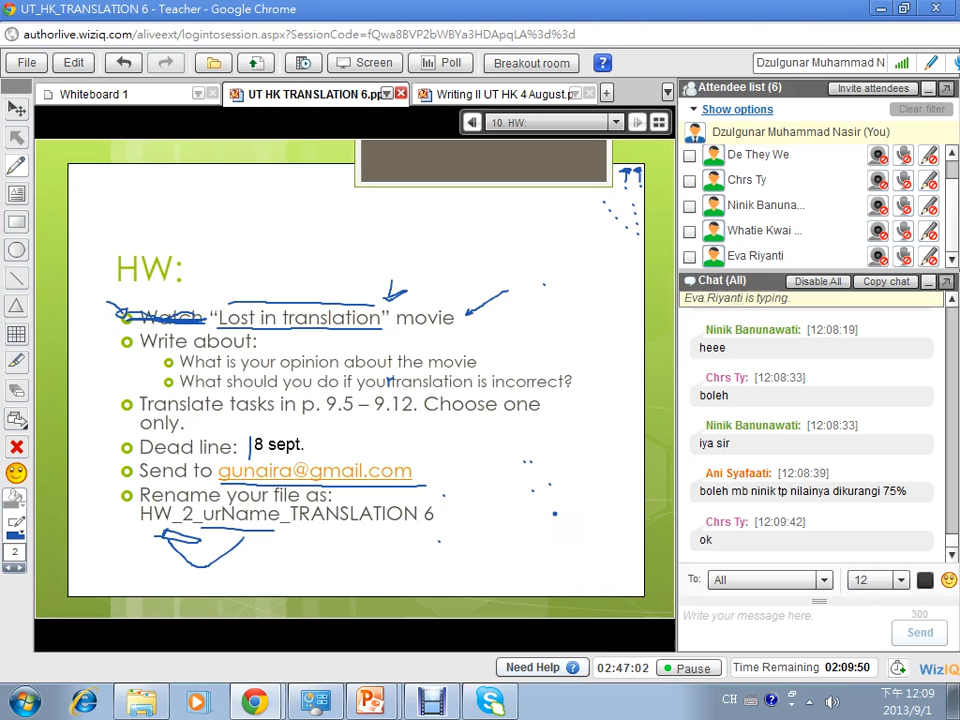 UT_HK_TRANSLATION 6 - Teacher - Google Chrome
authorlive.wiziq.com/aliveext/logintosession.aspx?SessionCode=fQwa8BVP2bWBYa3HDApqLA%3d%3d
File Edit Screen Poll Breakout room ? Dzulgunar Muhammad N
Whiteboard 1 UT HK TRANSLATION 6.pp Writing II UT HK 4 August.p
10. HW:
HW:
Watch “Lost in translation” movie
Write about:
What is your opinion about the movie
What should you do if your translation is incorrect?
Translate tasks in p. 9.5 – 9.12. Choose one
only.
Dead line: 18 sept.
Send to gunaira@gmail.com
Rename your file as:
HW_2_urName_TRANSLATION 6
Attendee list (6) Invite attendees
Show options Clear filter
Dzulgunar Muhammad Nasir (You)
De They We
Chrs Ty
Ninik Banuna...
Whatie Kwai ...
Eva Riyanti
Chat (All) Disable All Copy chat
Eva Riyanti is typing.
Ninik Banunawati: [12:08:19]
heee
Chrs Ty: [12:08:33]
boleh
Ninik Banunawati: [12:08:33]
iya sir
Ani Syafaati: [12:08:39]
boleh mb ninik tp nilainya dikurangi 75%
Chrs Ty: [12:09:42]
ok
To: All 12
Write your message here. 300
Send
2
Need Help ? 02:47:02 Pause Time Remaining 02:09:50 WizIQ
CH ? 下午 12:09
2013/9/1